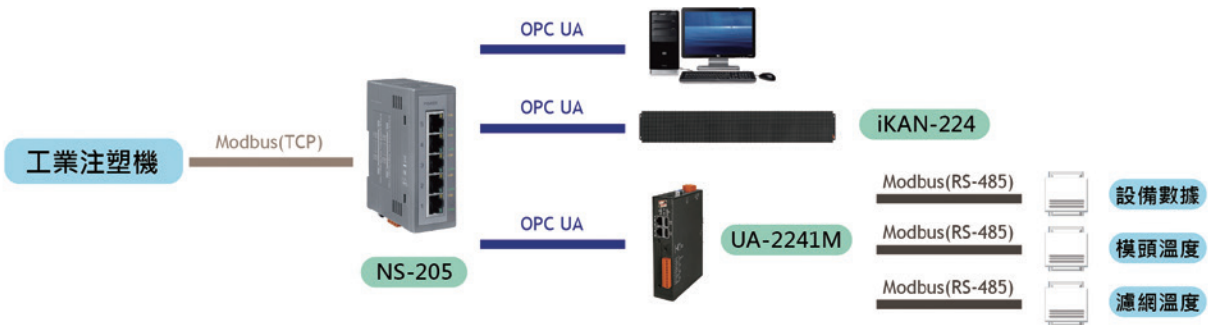 OPC UA
OPC UA
iKAN-224
工業注塑機
Modbus(TCP)
NS-205
OPC UA
UA-2241M
Modbus(RS-485)
設備數據
Modbus(RS-485)
模頭溫度
Modbus(RS-485)
濾網溫度